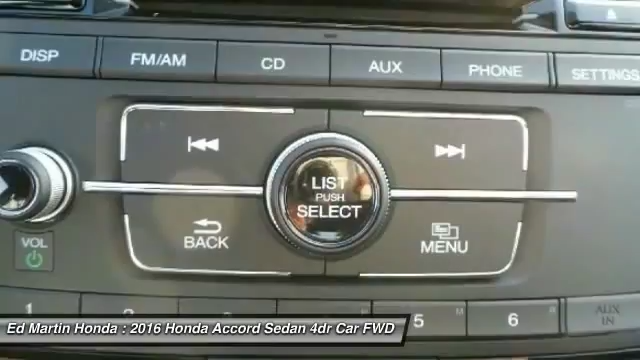 DISP FM/AM CD AUX PHONE SETTINGS
LIST
PUSH
SELECT
BACK
MENU
VOL
1 5 M 6 M
AUX
IN
Ed Martin Honda : 2016 Honda Accord Sedan 4dr Car FWD